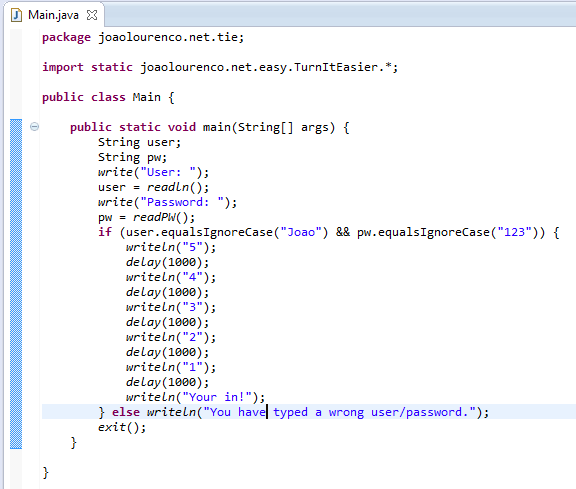 Main.java
package joaolourenco.net.tie;
import static joaolourenco.net.easy.TurnItEasier.*;
public class Main {
public static void main(String[] args) {
String user;
String pw;
write("User: ");
user = readln();
write("Password: ");
pw = readPW();
if (user.equalsIgnoreCase("Joao") && pw.equalsIgnoreCase("123")) {
writeln("5");
delay(1000);
writeln("4");
delay(1000);
writeln("3");
delay(1000);
writeln("2");
delay(1000);
writeln("1");
delay(1000);
writeln("Your in!");
} else writeln("You have typed a wrong user/password.");
exit();
}
}